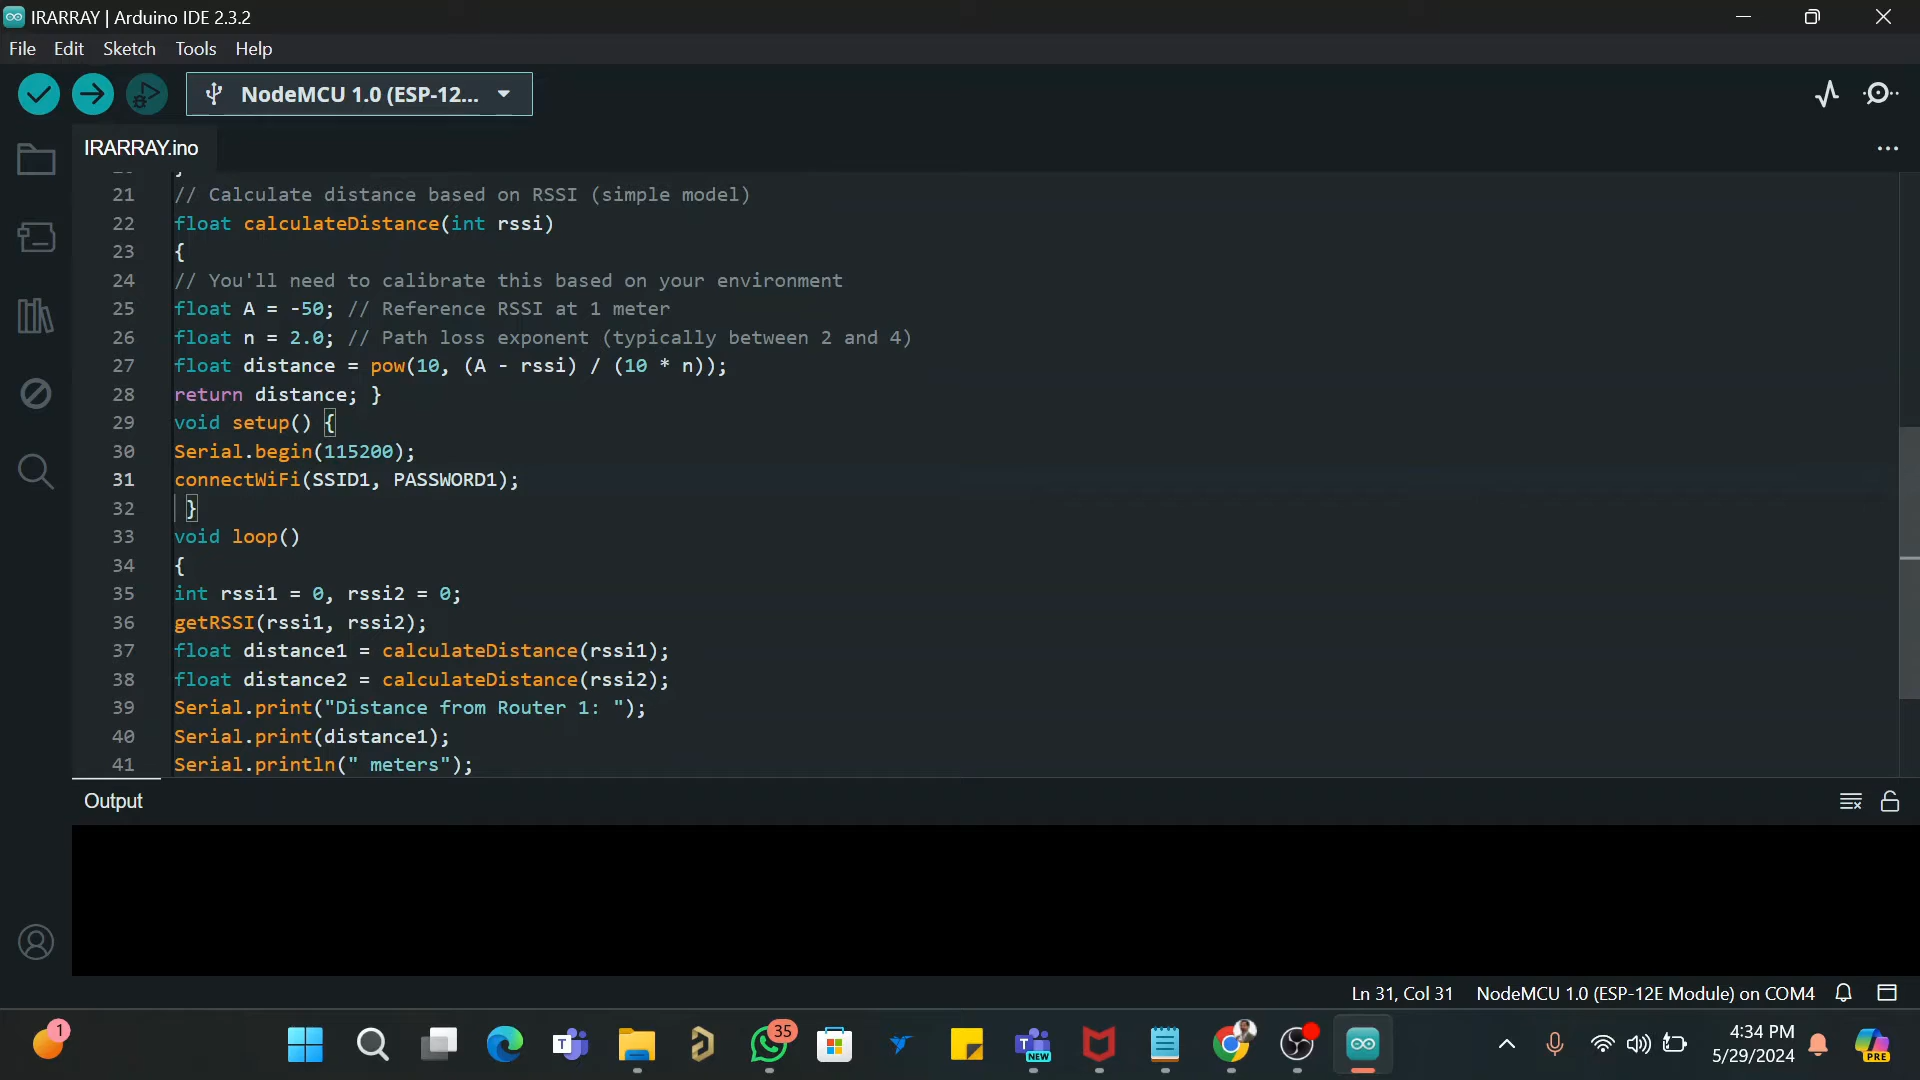 IRARRAY | Arduino IDE 2.3.2
File Edit Sketch Tools Help
NodeMCU 1.0 (ESP-12...
IRARRAY.ino
21 // Calculate distance based on RSSI (simple model)
22 float calculateDistance(int rssi)
23 {
24 // You'll need to calibrate this based on your environment
25 float A = -50; // Reference RSSI at 1 meter
26 float n = 2.0; // Path loss exponent (typically between 2 and 4)
27 float distance = pow(10, (A - rssi) / (10 * n));
28 return distance; }
29 void setup() {
30 Serial.begin(115200);
31 connectWiFi(SSID1, PASSWORD1);
32 }
33 void loop()
34 {
35 int rssi1 = 0, rssi2 = 0;
36 getRSSI(rssi1, rssi2);
37 float distance1 = calculateDistance(rssi1);
38 float distance2 = calculateDistance(rssi2);
39 Serial.print("Distance from Router 1: ");
40 Serial.print(distance1);
41 Serial.println(" meters");
Output
Ln 31, Col 31 NodeMCU 1.0 (ESP-12E Module) on COM4
1
35
NEW
4:34 PM
5/29/2024
PRE